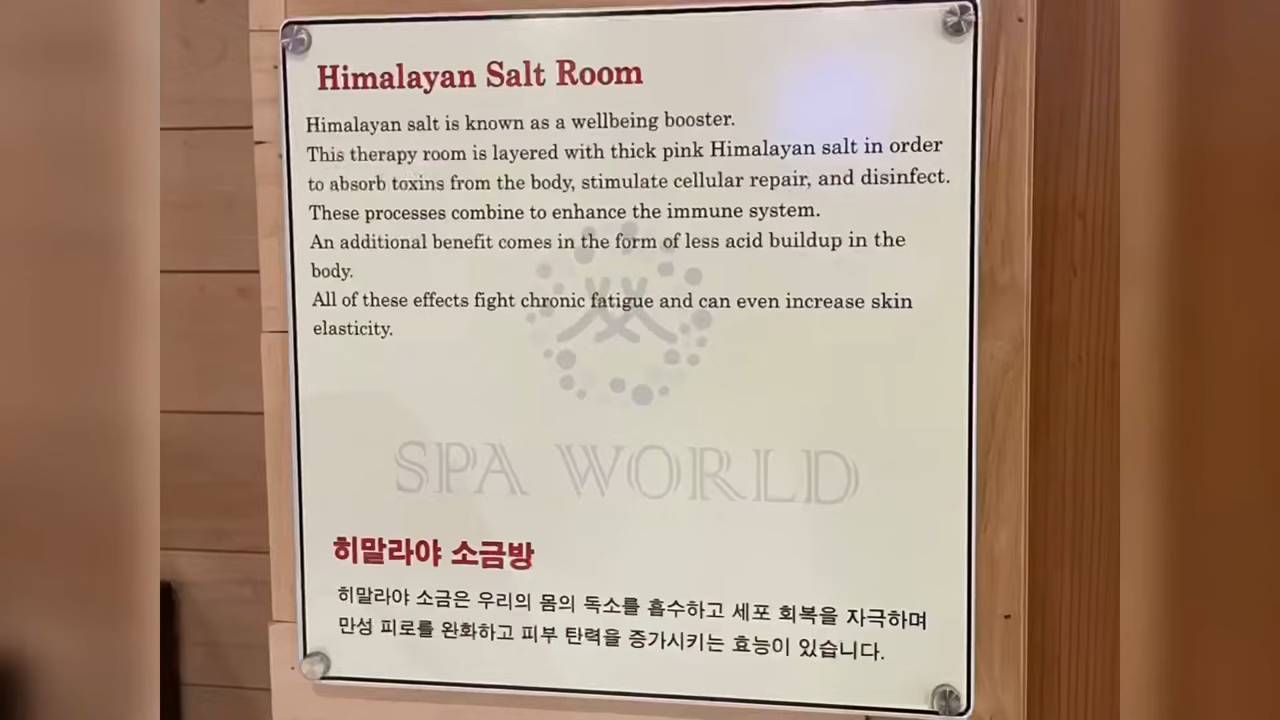 Himalayan Salt Room
Himalayan salt is known as a wellbeing booster.
This therapy room is layered with thick pink Himalayan salt in order
to absorb toxins from the body, stimulate cellular repair, and disinfect.
These processes combine to enhance the immune system.
An additional benefit comes in the form of less acid buildup in the
body.
All of these effects fight chronic fatigue and can even increase skin
elasticity.
SPA WORLD
히말라야 소금방
히말라야 소금은 우리의 몸의 독소를 흡수하고 세포 회복을 자극하며
만성 피로를 완화하고 피부 탄력을 증가시키는 효능이 있습니다.